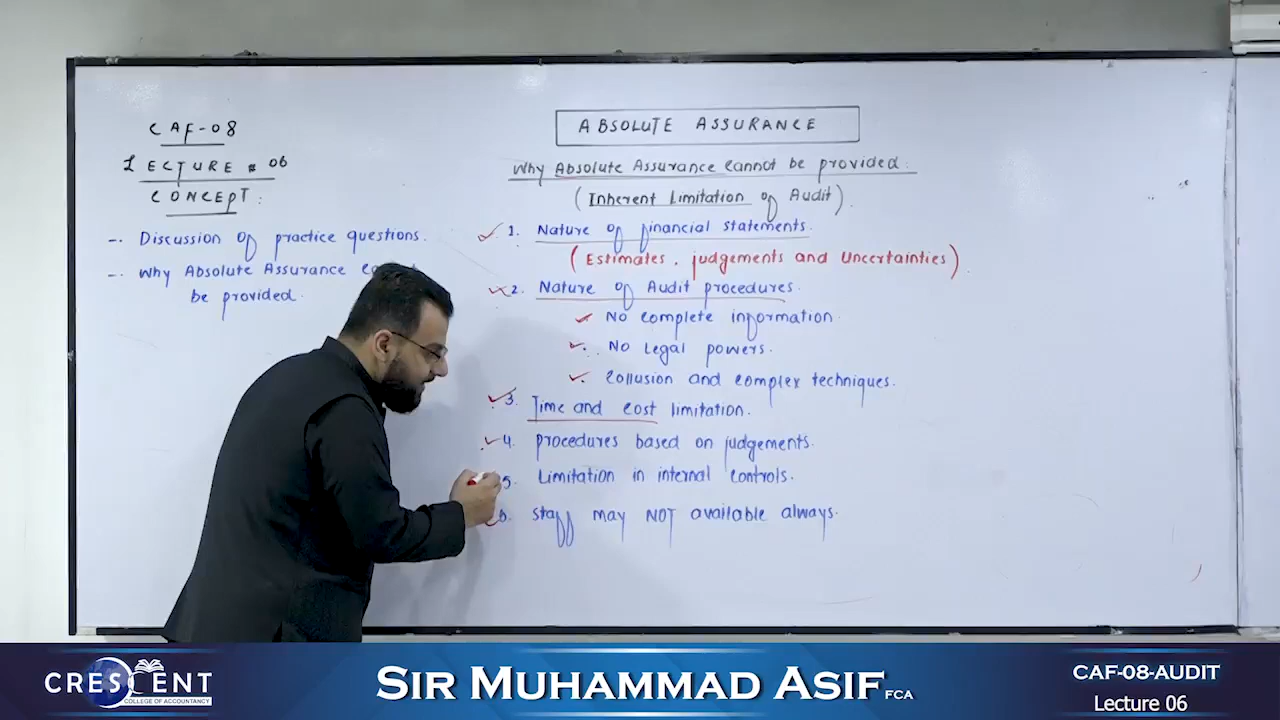 CAF-08
LECTURE # 06
CONCEPT:
-. Discussion of practice questions.
-. Why Absolute Assurance
be provided.
ABSOLUTE ASSURANCE
Why Absolute Assurance Cannot be provided.
(Inherent Limitation of Audit).
1. Nature of financial statements.
(Estimates, judgements and Uncertainties).
2. Nature of Audit procedures.
No complete information.
No Legal powers.
Collusion and complex techniques.
3. Time and Cost limitation.
4. procedures based on judgements.
5. Limitation in internal Controls.
6. Staff may NOT available always.
CRESCENT
COLLEGE OF ACCOUNTANCY
SIR MUHAMMAD ASIF FCA
CAF-08-AUDIT
Lecture 06